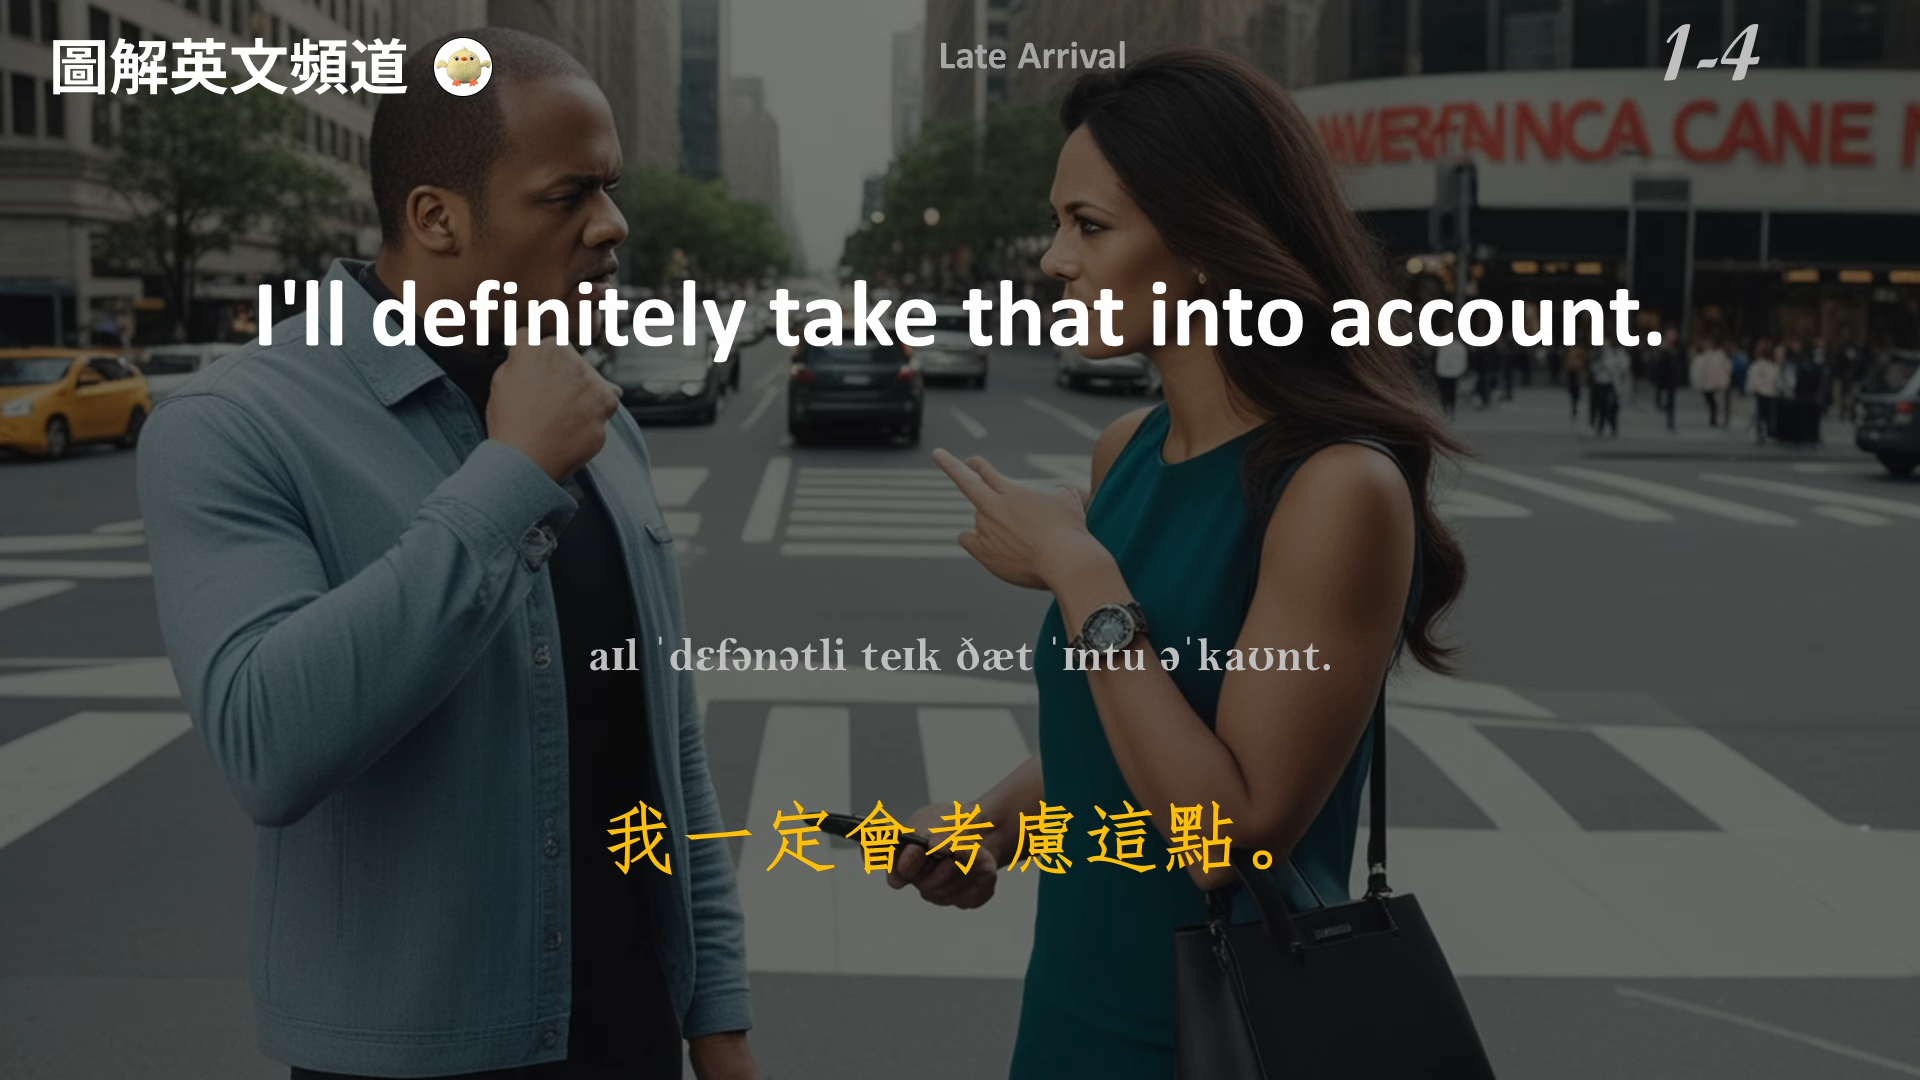 圖解英文頻道
Late Arrival
1-4
CANE
I'll definitely take that into account.
aɪl ˈdɛfənətli teɪk ðæt ˈɪntu əˈkaʊnt.
我一定會考慮這點。